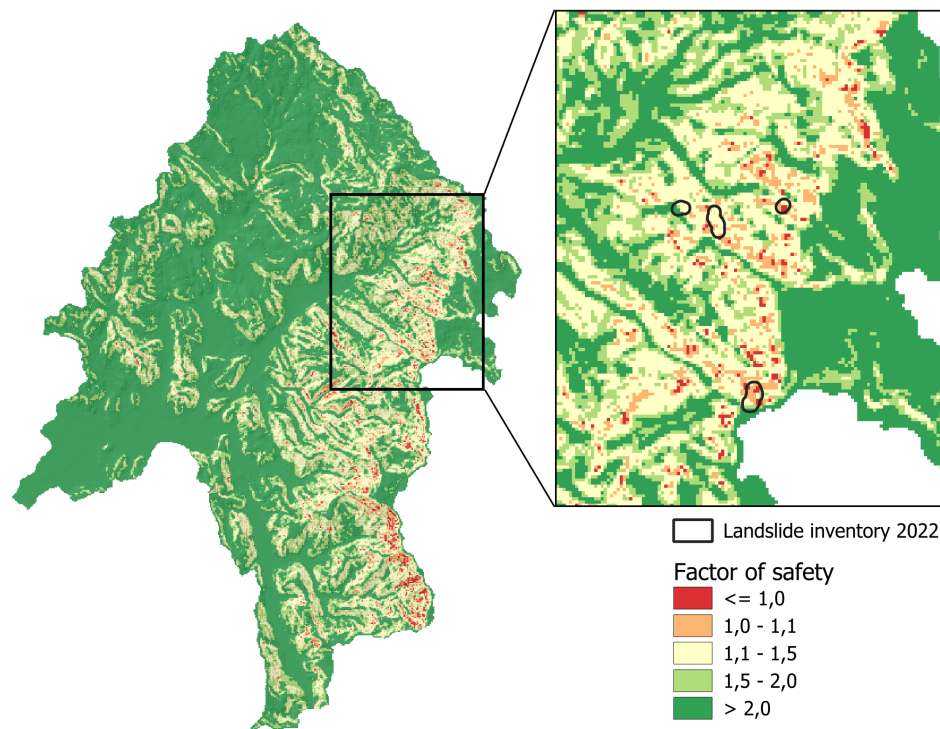 Landslide inventory 2022
Factor of safety
<= 1,0
1,0 - 1,1
1,1 - 1,5
1,5 - 2,0
> 2,0